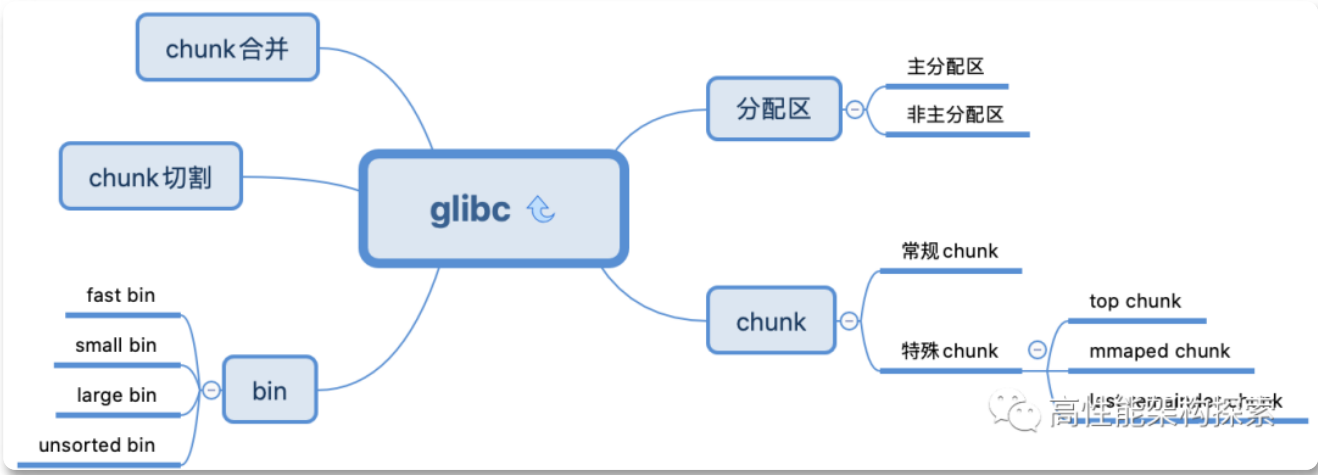 chunk合并
chunk切割
glibc
bin
fast bin
small bin
large bin
unsorted bin
分配区
主分配区
非主分配区
chunk
常规chunk
特殊chunk
top chunk
mmaped chunk
last remainder chunk
高性能架构探索